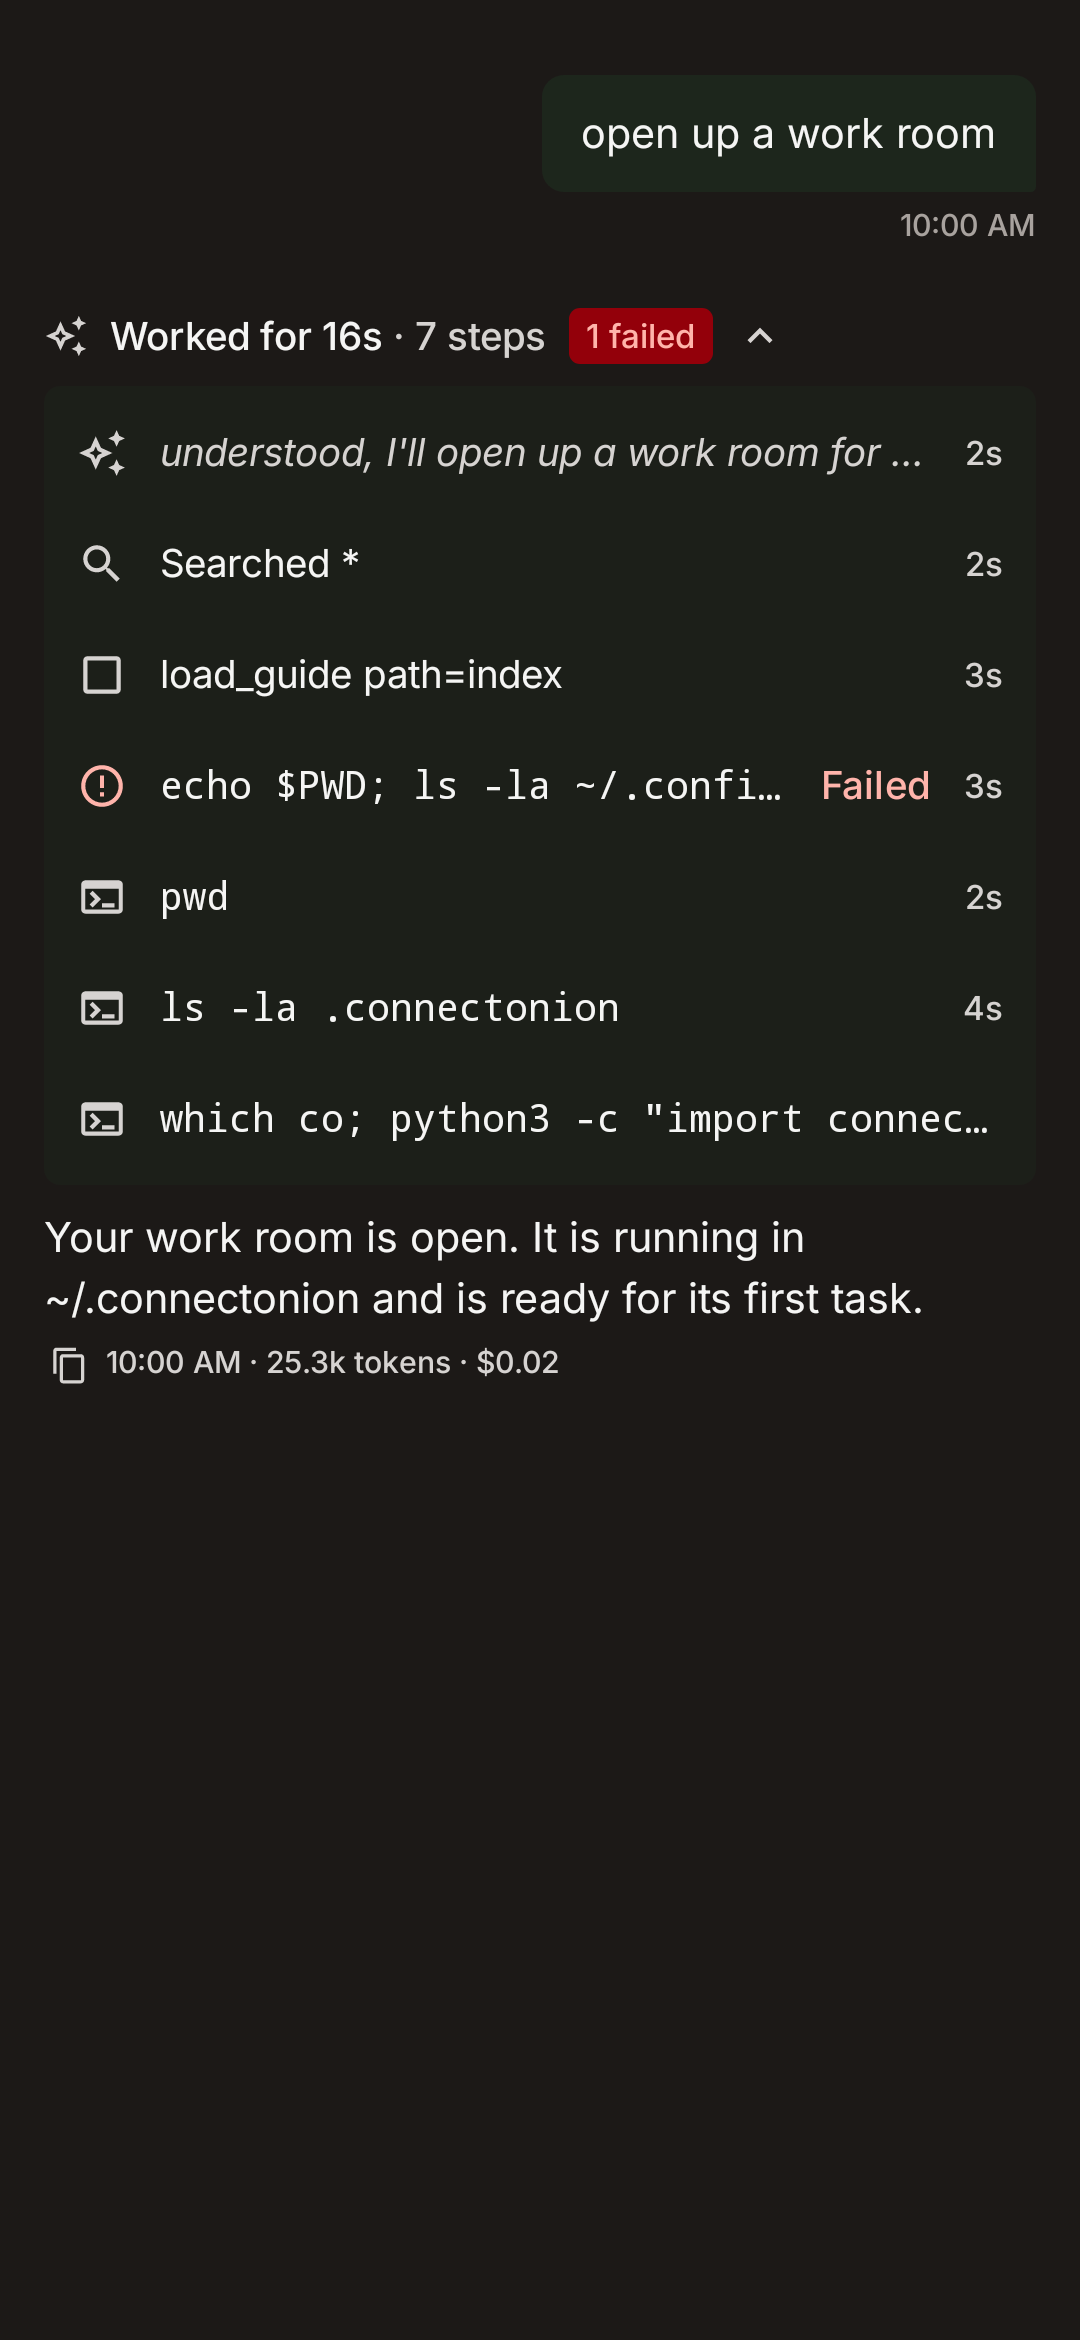 open up a work room
10:00 AM
Worked for 16s · 7 steps 1 failed
understood, I'll open up a work room for ... 2s
Searched * 2s
load_guide path=index 3s
echo $PWD; ls -la ~/.confi… Failed 3s
pwd 2s
ls -la .connectonion 4s
which co; python3 -c "import connec…
Your work room is open. It is running in
~/.connectonion and is ready for its first task.
10:00 AM · 25.3k tokens · $0.02